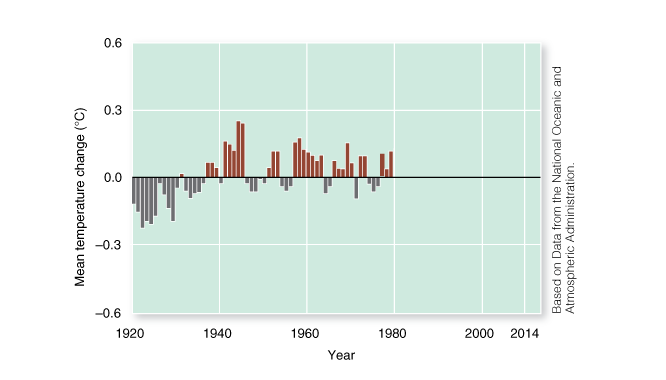 0.6
0.3
0.0
−0.3
−0.6
Mean temperature change (°C)
1920
1940
1960
1980
2000
2014
Year
Based on Data from the National Oceanic and
Atmospheric Administration.